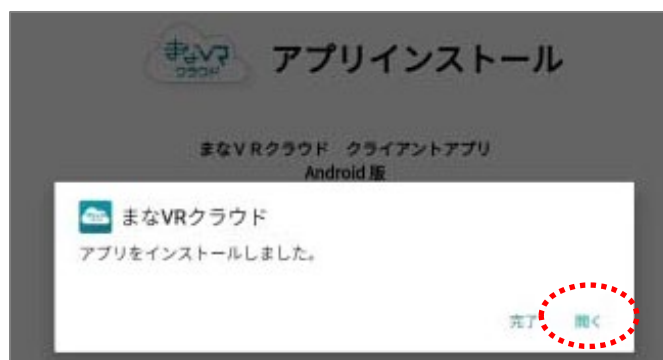 まなVR
クラウド
アプリインストール
まなVRクラウド クライアントアプリ
Android 版
まなVRクラウド
アプリをインストールしました。
完了 開く